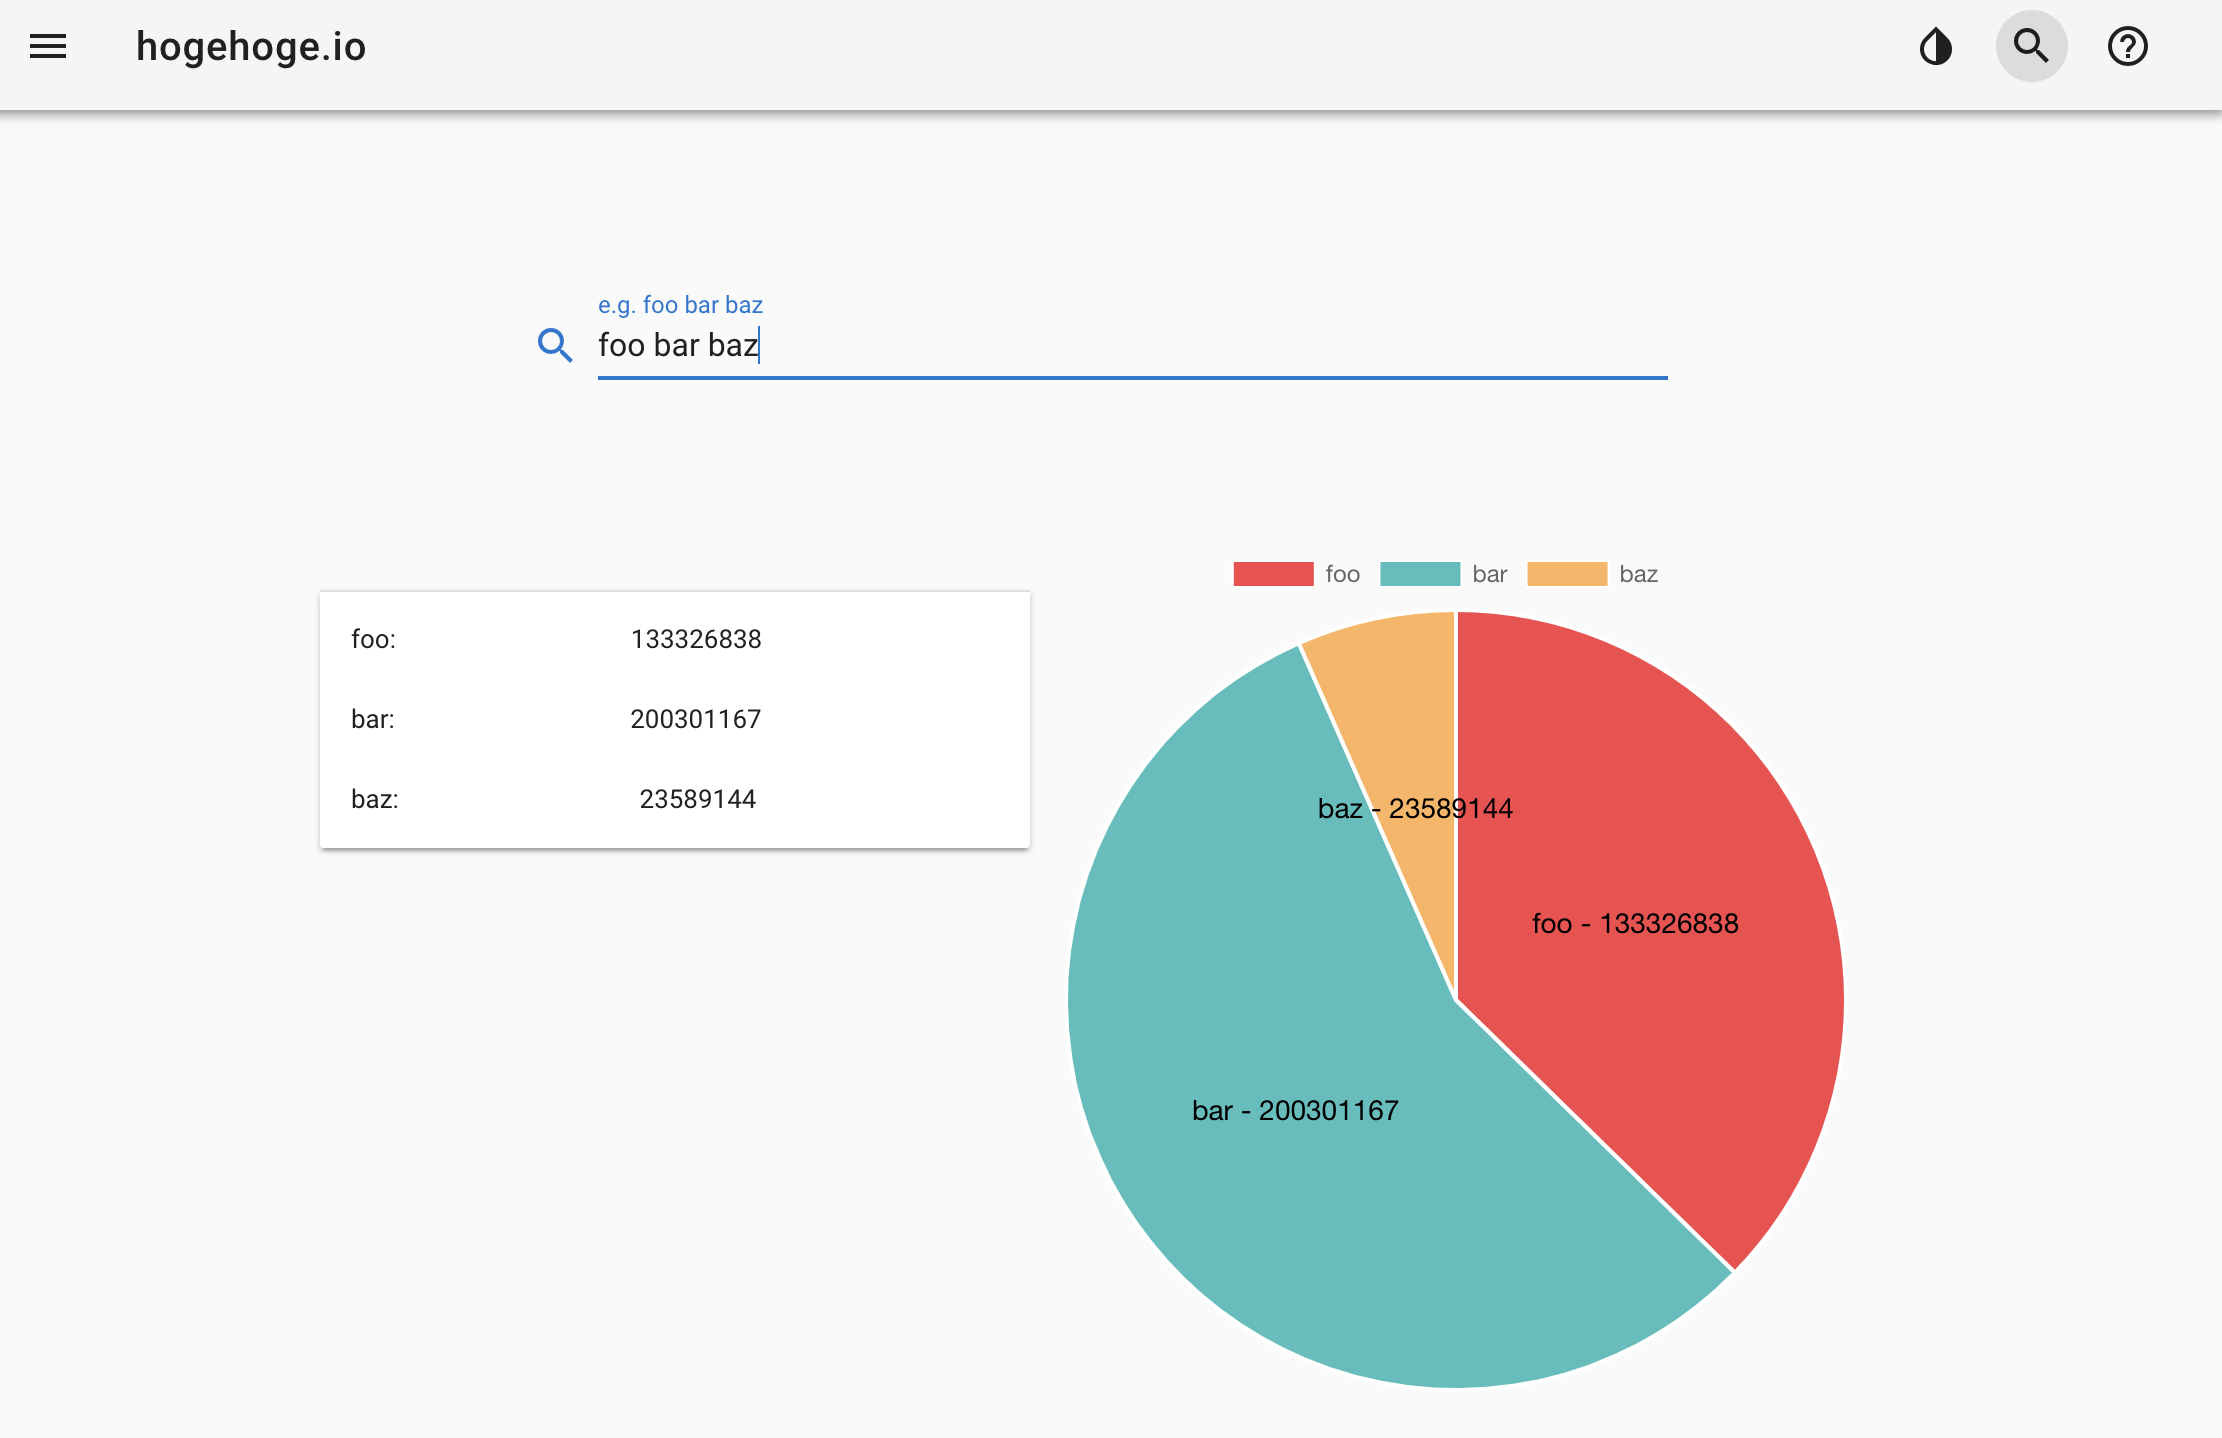 hogehoge.io
e.g. foo bar baz
foo bar baz
foo bar baz
foo: 133326838
bar: 200301167
baz: 23589144
baz - 23589144
foo - 133326838
bar - 200301167